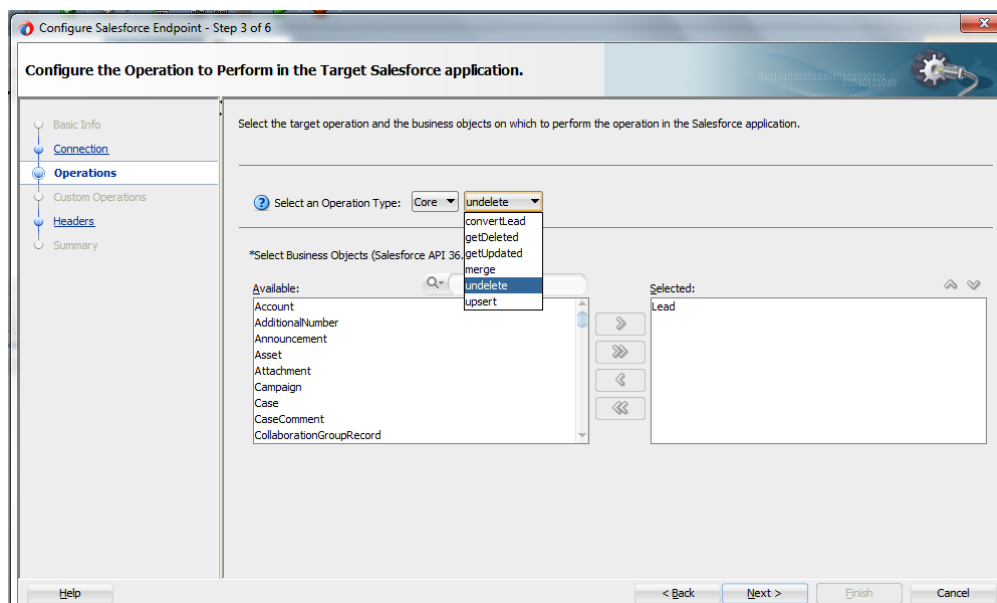 Configure Salesforce Endpoint - Step 3 of 6
Configure the Operation to Perform in the Target Salesforce application.
Basic Info
Connection
Operations
Custom Operations
Headers
Summary
Select the target operation and the business objects on which to perform the operation in the Salesforce application.
Select an Operation Type: Core undelete
convertLead
getDeleted
getUpdated
merge
undelete
upsert
*Select Business Objects (Salesforce API 36.
Available:
Account
AdditionalNumber
Announcement
Asset
Attachment
Campaign
Case
CaseComment
CollaborationGroupRecord
Selected:
Lead
Help
< Back
Next >
Finish
Cancel